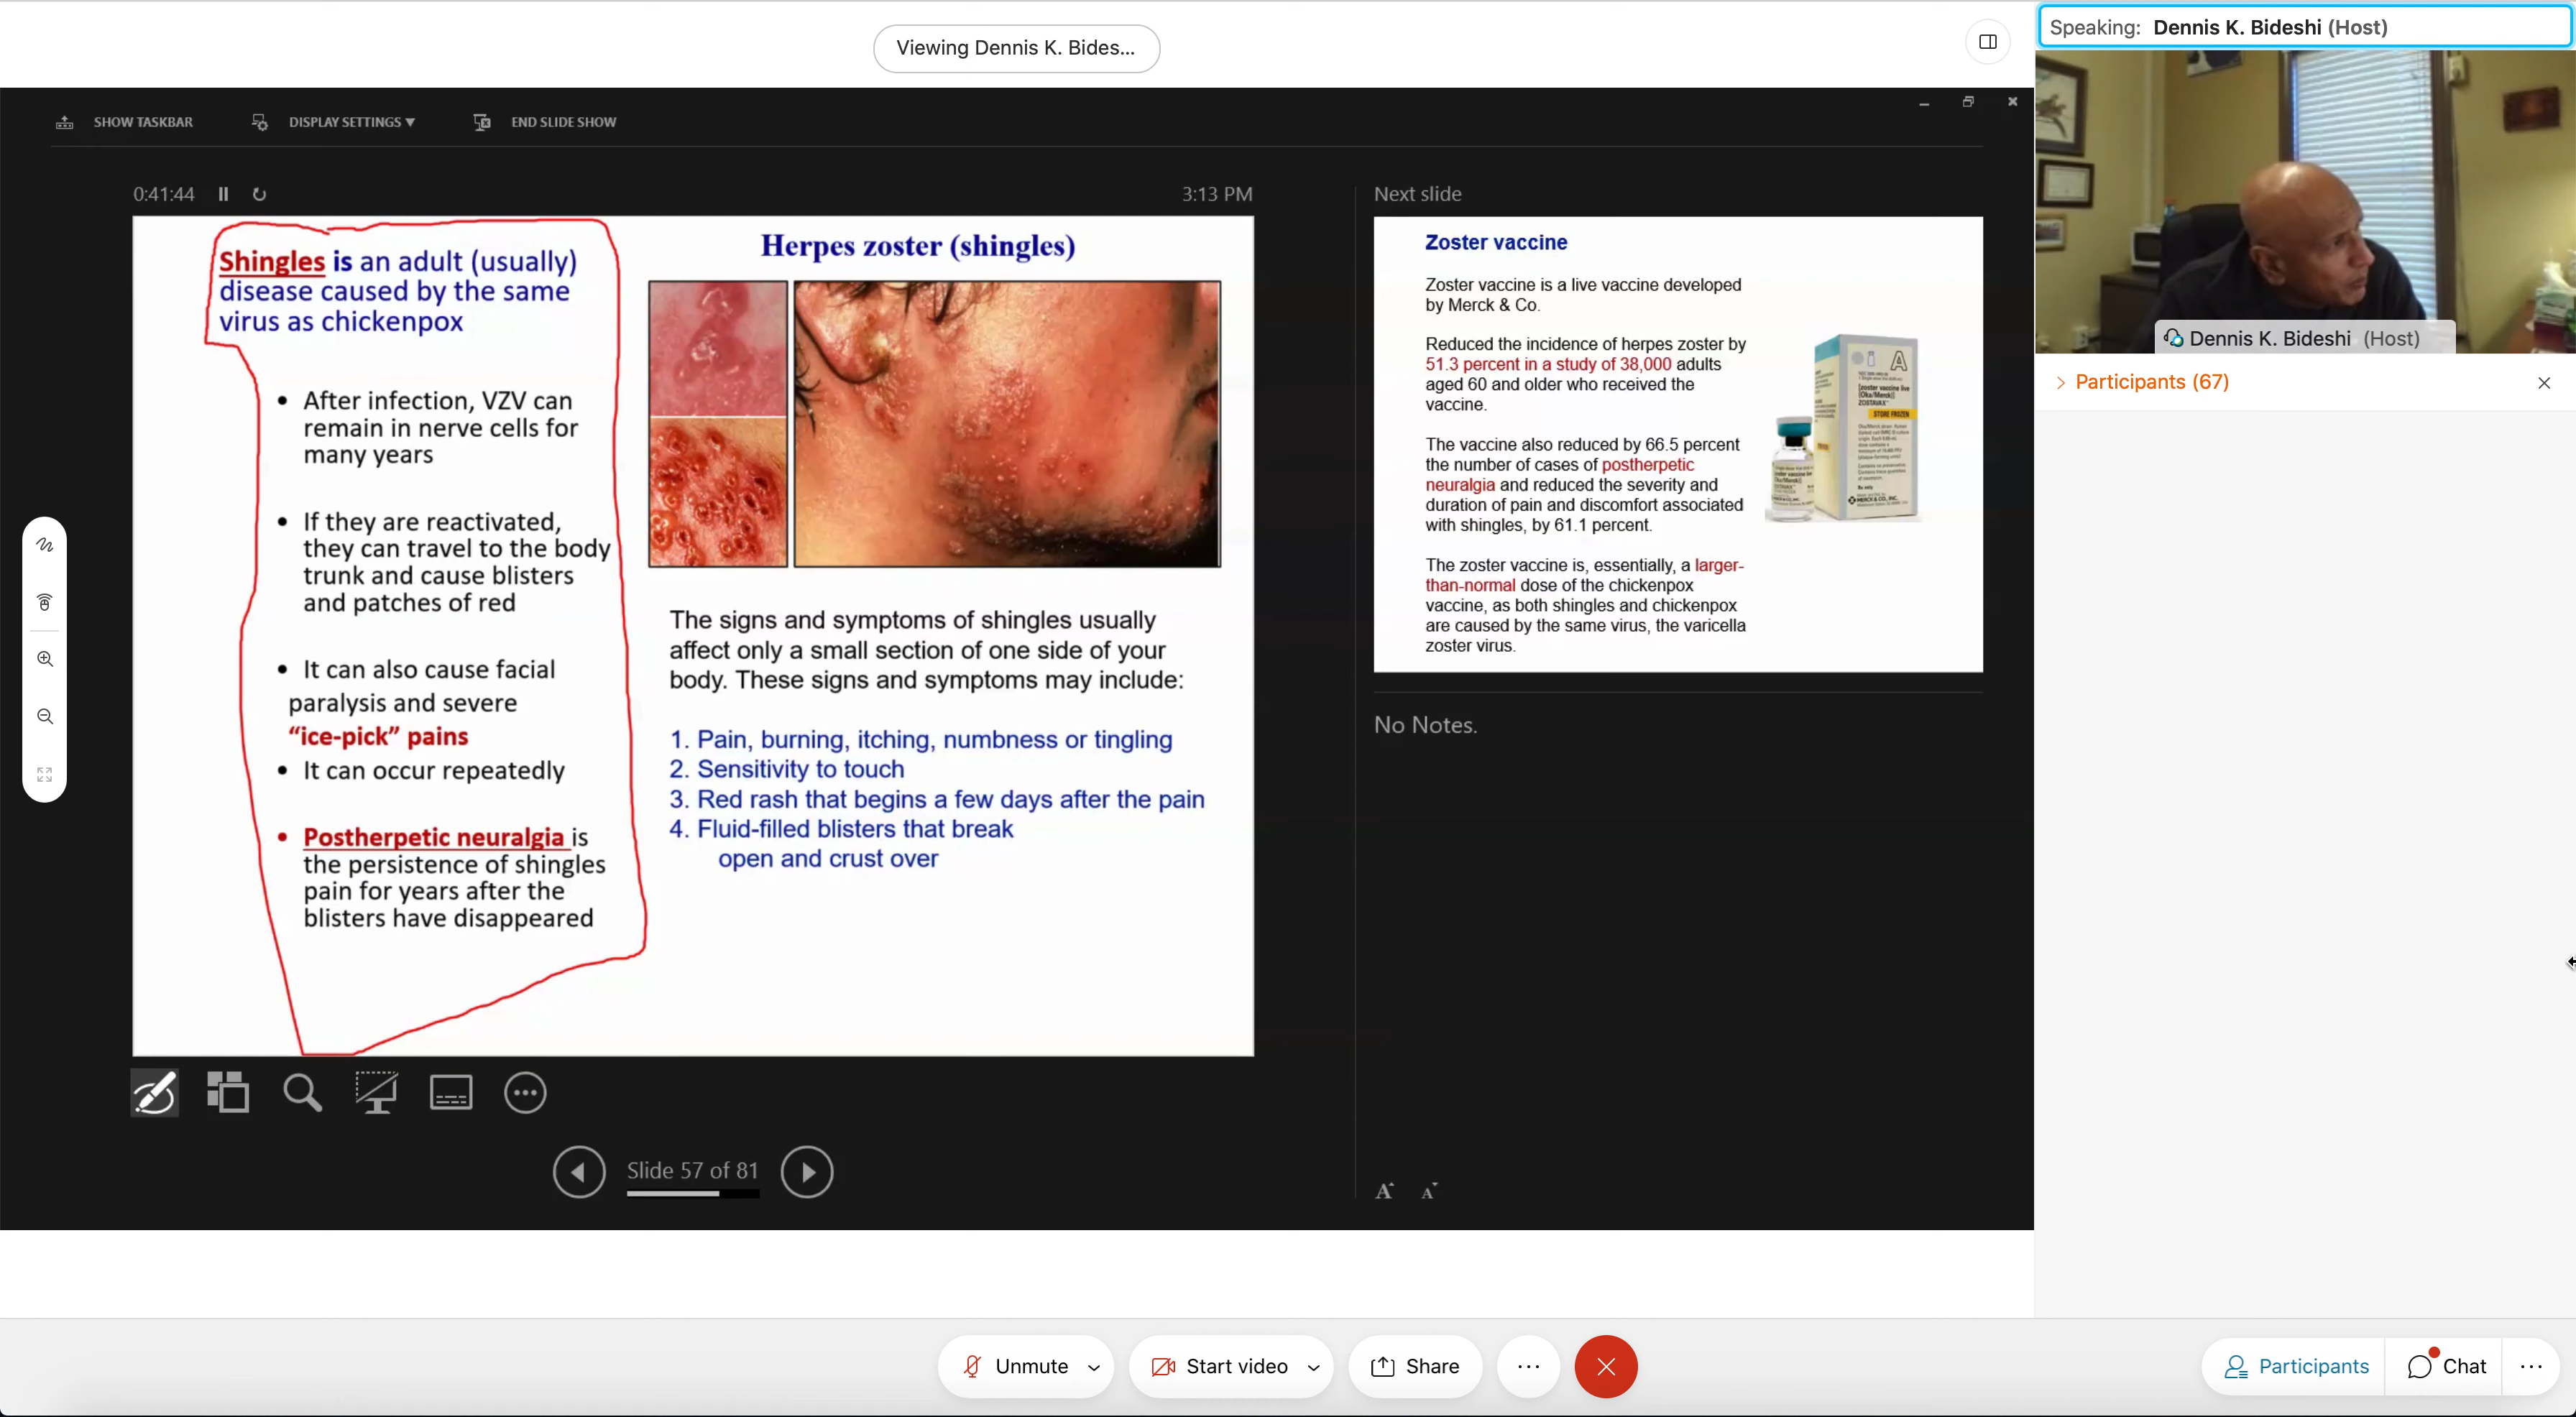 Viewing Dennis K. Bides...
Speaking: Dennis K. Bideshi (Host)
SHOW TASKBAR
DISPLAY SETTINGS ▼
END SLIDE SHOW
0:41:44
3:13 PM
Shingles is an adult (usually)
disease caused by the same
virus as chickenpox
• After infection, VZV can
remain in nerve cells for
many years
• If they are reactivated,
they can travel to the body
trunk and cause blisters
and patches of red
• It can also cause facial
paralysis and severe
“ice-pick” pains
• It can occur repeatedly
• Postherpetic neuralgia is
the persistence of shingles
pain for years after the
blisters have disappeared
Herpes zoster (shingles)
The signs and symptoms of shingles usually
affect only a small section of one side of your
body. These signs and symptoms may include:
1. Pain, burning, itching, numbness or tingling
2. Sensitivity to touch
3. Red rash that begins a few days after the pain
4. Fluid-filled blisters that break
open and crust over
Slide 57 of 81
Next slide
Zoster vaccine
Zoster vaccine is a live vaccine developed
by Merck & Co.
Reduced the incidence of herpes zoster by
51.3 percent in a study of 38,000 adults
aged 60 and older who received the
vaccine.
The vaccine also reduced by 66.5 percent
the number of cases of postherpetic
neuralgia and reduced the severity and
duration of pain and discomfort associated
with shingles, by 61.1 percent.
The zoster vaccine is, essentially, a larger-
than-normal dose of the chickenpox
vaccine, as both shingles and chickenpox
are caused by the same virus, the varicella
zoster virus.
A
STORE FROZEN
No Notes.
A A
Dennis K. Bideshi (Host)
Participants (67)
Unmute
Start video
Share
Participants
Chat